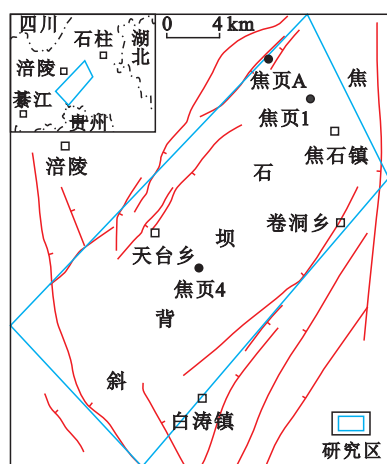 四川
石柱
湖北
涪陵
綦江
贵州
0 4 km
涪陵
焦页A
焦页1
焦石镇
焦石坝背斜
卷洞乡
天台乡
焦页4
白涛镇
研究区